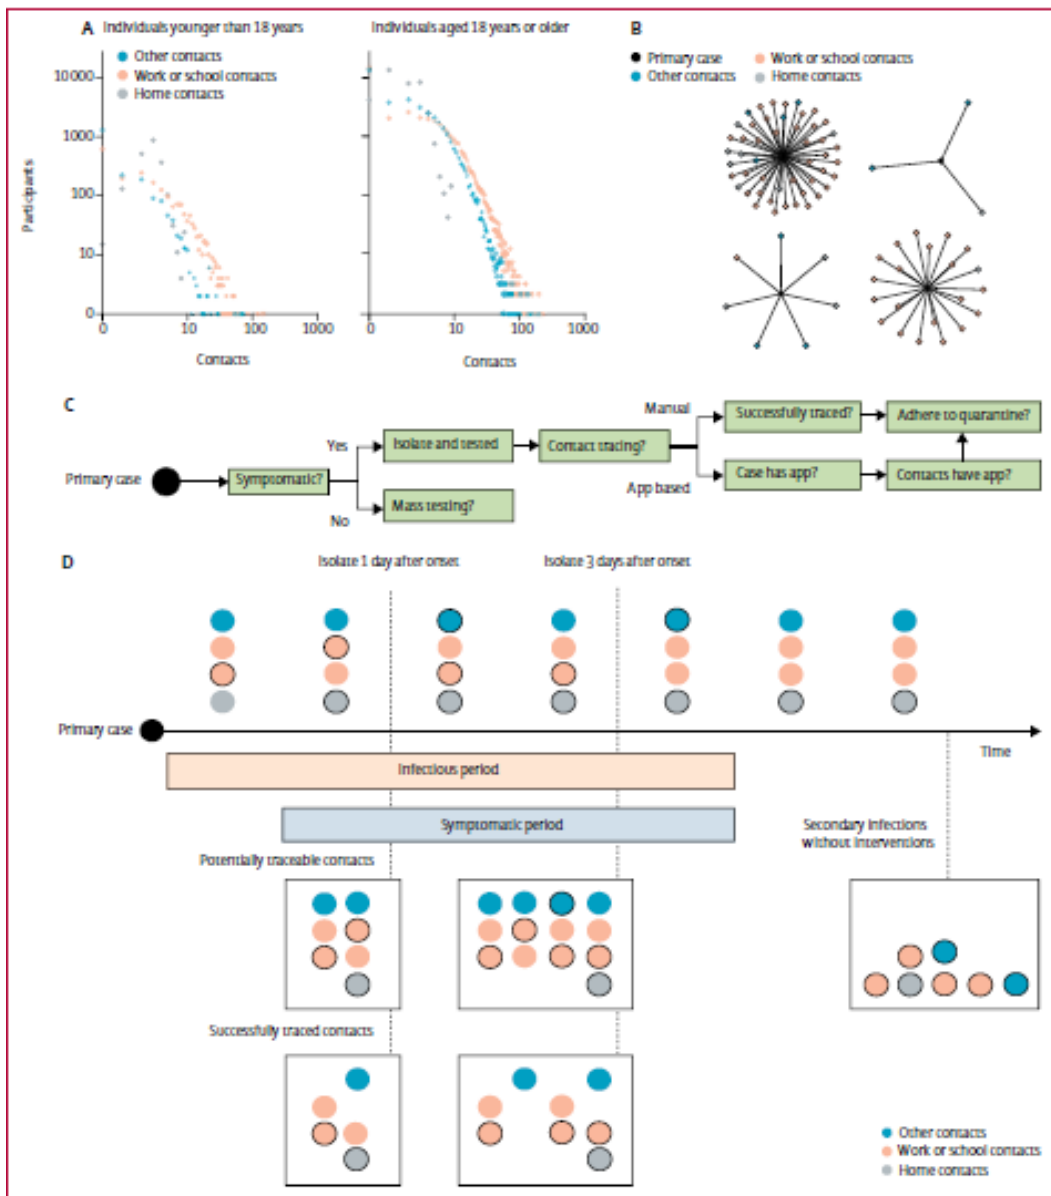 A
Individuals younger than 18 years
Individuals aged 18 years or older
B
Other contacts
Work or school contacts
Home contacts
Primary case
Work or school contacts
Other contacts
Home contacts
Participants
10 000
1000
100
10
0
0
10
100
1000
Contacts
0
10
100
1000
Contacts
C
Primary case
Symptomatic?
Yes
No
Isolate and tested
Mass testing?
Contact tracing?
Manual
App based
Successfully traced?
Adhere to quarantine?
Case has app?
Contacts have app?
D
Isolate 1 day after onset
Isolate 3 days after onset
Primary case
Time
Infectious period
Symptomatic period
Secondary infections
without interventions
Potentially traceable contacts
Successfully traced contacts
Other contacts
Work or school contacts
Home contacts